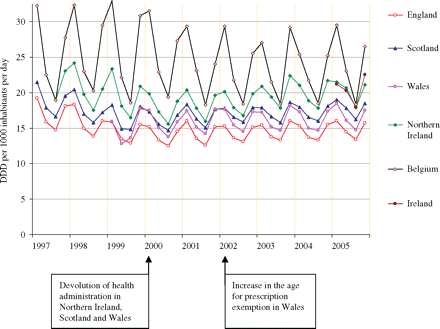 DDD per 1000 inhabitants per day
30
25
20
15
10
5
0
1997 1998 1999 2000 2001 2002 2003 2004 2005
England
Scotland
Wales
Northern
Ireland
Belgium
Ireland
Devolution of health
administration in
Northern Ireland,
Scotland and Wales
Increase in the age
for prescription
exemption in Wales